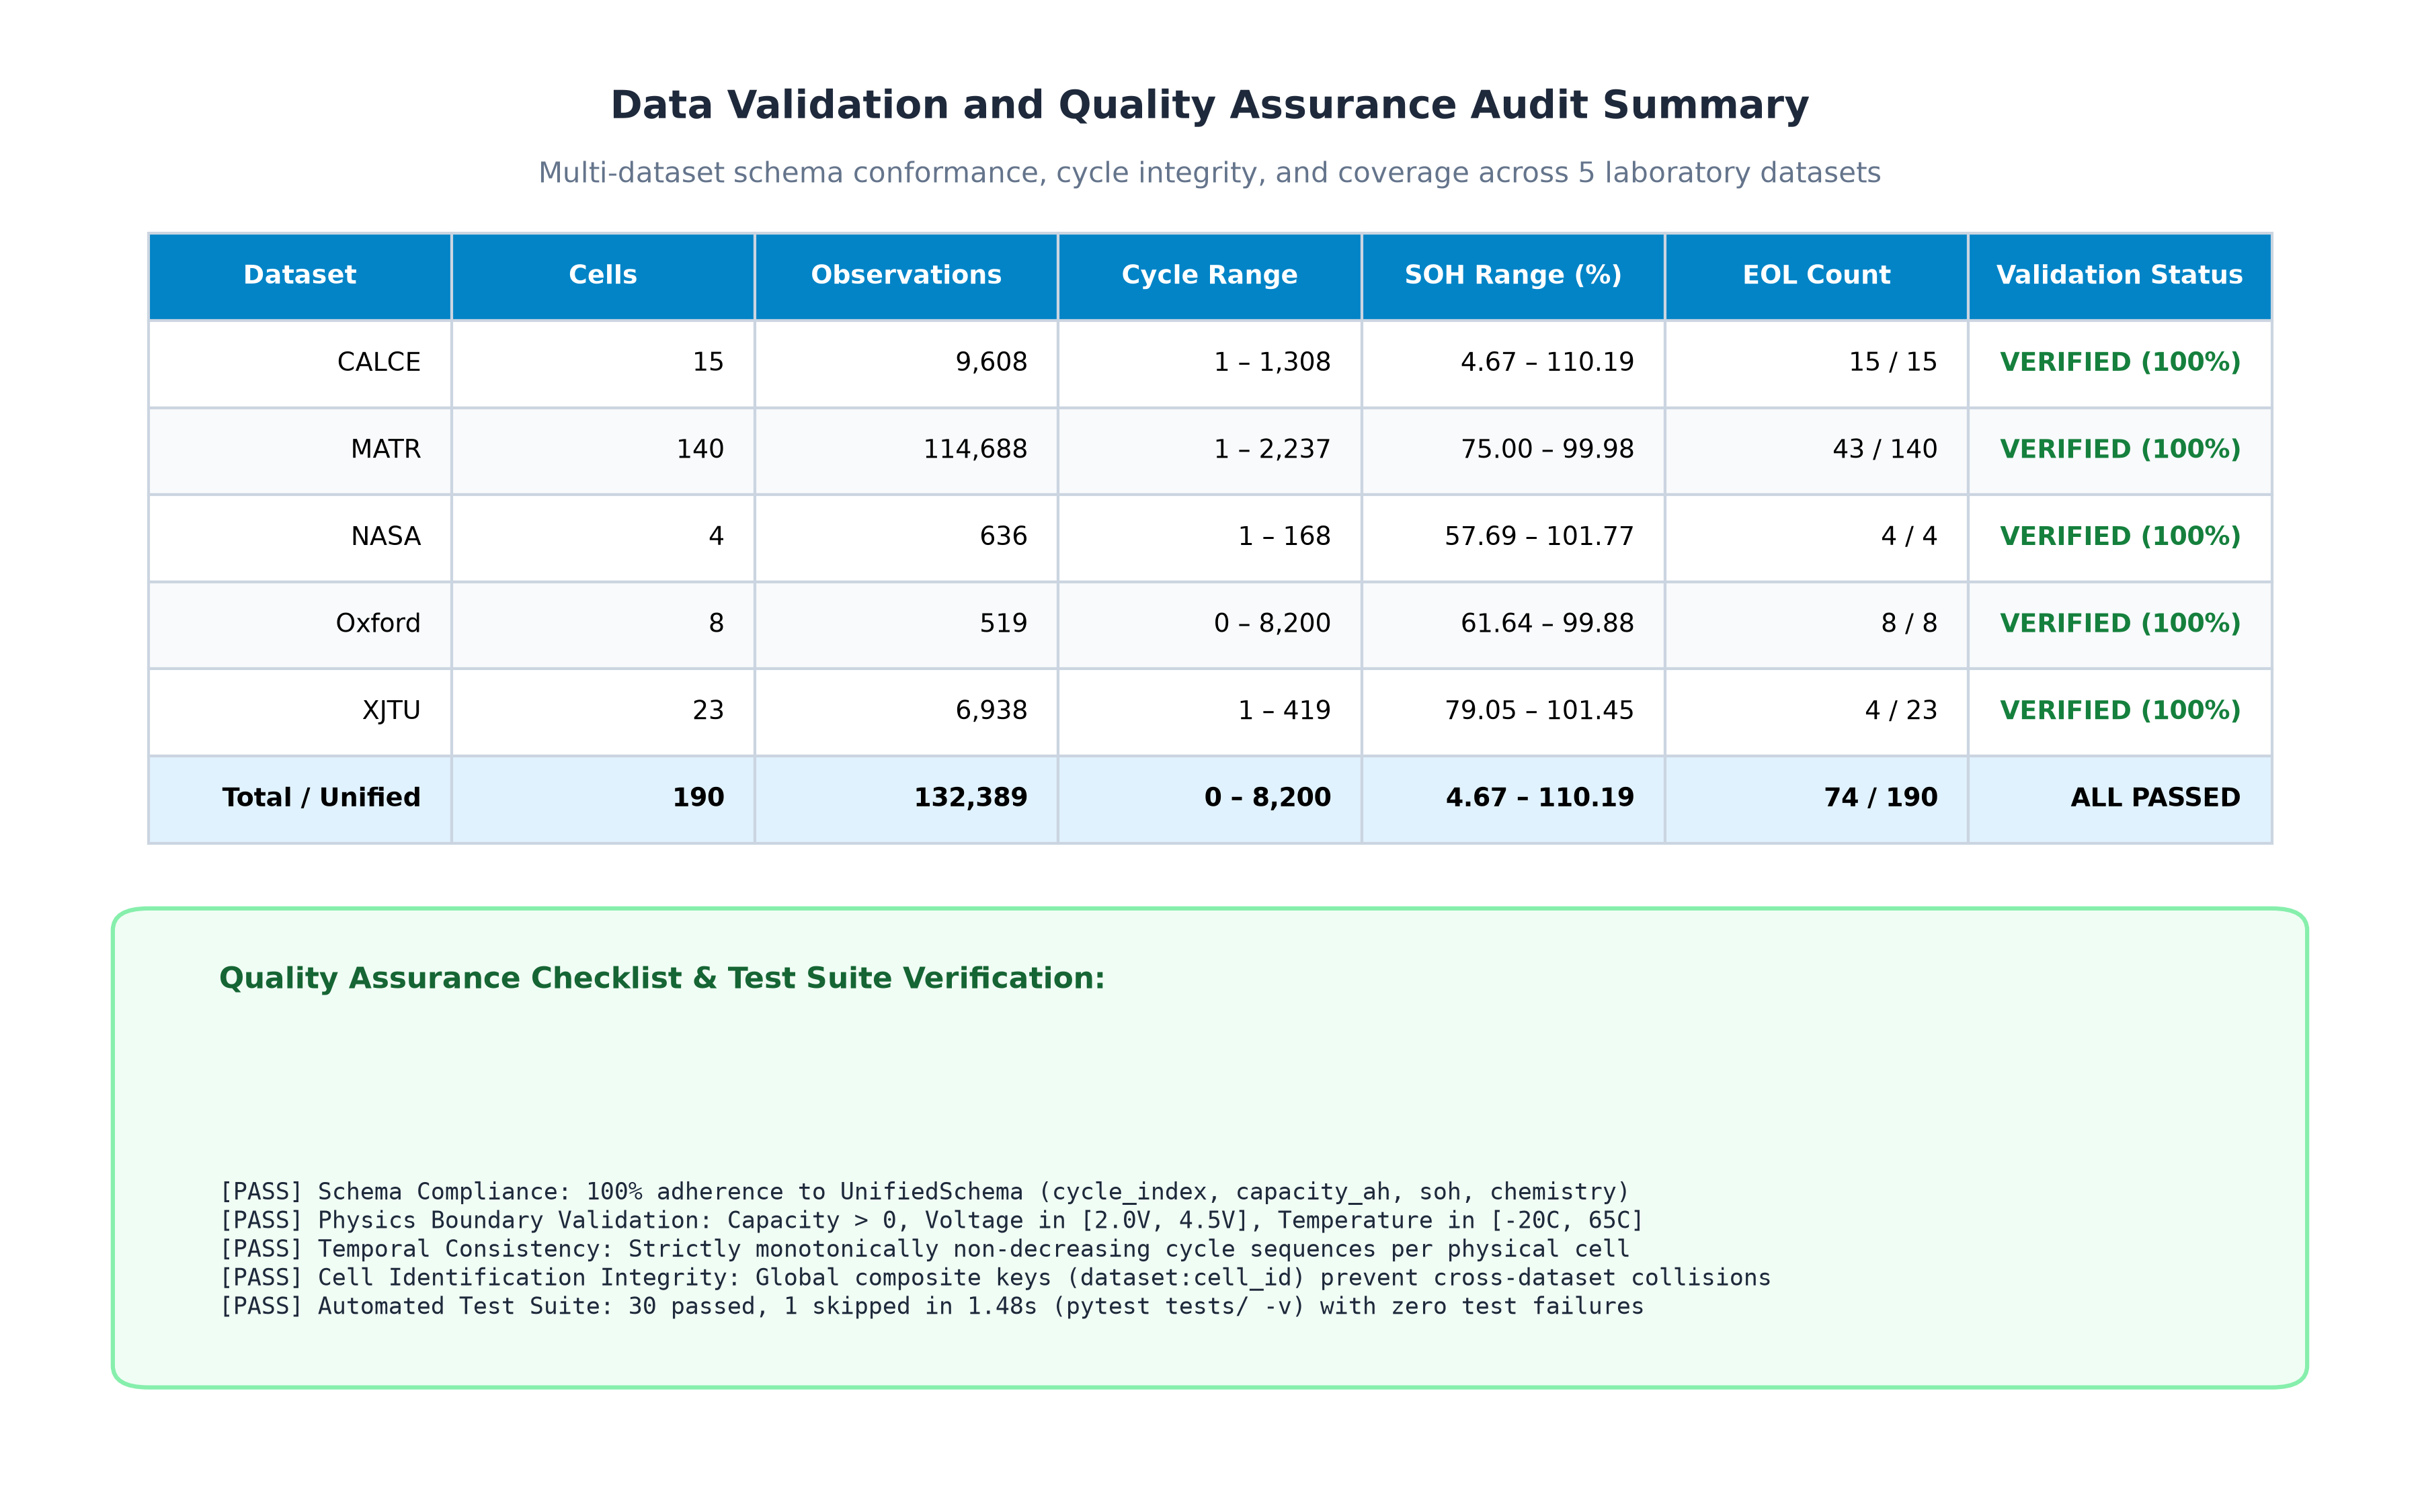 Data Validation and Quality Assurance Audit Summary
Multi-dataset schema conformance, cycle integrity, and coverage across 5 laboratory datasets
Dataset Cells Observations Cycle Range SOH Range (%) EOL Count Validation Status
CALCE 15 9,608 1 – 1,308 4.67 – 110.19 15 / 15 VERIFIED (100%)
MATR 140 114,688 1 – 2,237 75.00 – 99.98 43 / 140 VERIFIED (100%)
NASA 4 636 1 – 168 57.69 – 101.77 4 / 4 VERIFIED (100%)
Oxford 8 519 0 – 8,200 61.64 – 99.88 8 / 8 VERIFIED (100%)
XJTU 23 6,938 1 – 419 79.05 – 101.45 4 / 23 VERIFIED (100%)
Total / Unified 190 132,389 0 – 8,200 4.67 – 110.19 74 / 190 ALL PASSED
Quality Assurance Checklist & Test Suite Verification:
[PASS] Schema Compliance: 100% adherence to UnifiedSchema (cycle_index, capacity_ah, soh, chemistry)
[PASS] Physics Boundary Validation: Capacity > 0, Voltage in [2.0V, 4.5V], Temperature in [-20C, 65C]
[PASS] Temporal Consistency: Strictly monotonically non-decreasing cycle sequences per physical cell
[PASS] Cell Identification Integrity: Global composite keys (dataset:cell_id) prevent cross-dataset collisions
[PASS] Automated Test Suite: 30 passed, 1 skipped in 1.48s (pytest tests/ -v) with zero test failures